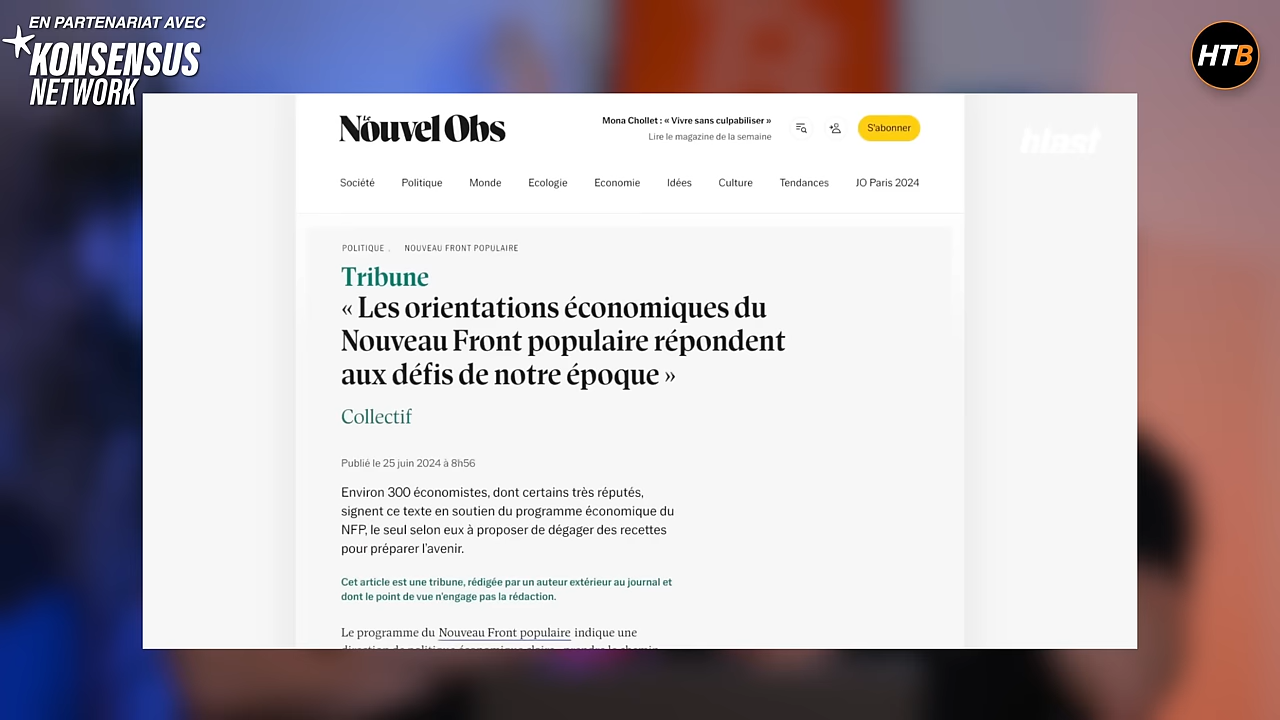 EN PARTENARIAT AVEC
KONSENSUS
NETWORK
HTB
blast
Le Nouvel Obs
Mona Chollet : « Vivre sans culpabiliser »
Lire le magazine de la semaine
S'abonner
Société Politique Monde Ecologie Economie Idées Culture Tendances JO Paris 2024
POLITIQUE . NOUVEAU FRONT POPULAIRE
Tribune
« Les orientations économiques du
Nouveau Front populaire répondent
aux défis de notre époque »
Collectif
Publié le 25 juin 2024 à 8h56
Environ 300 économistes, dont certains très réputés,
signent ce texte en soutien du programme économique du
NFP, le seul selon eux à proposer de dégager des recettes
pour préparer l'avenir.
Cet article est une tribune, rédigée par un auteur extérieur au journal et
dont le point de vue n'engage pas la rédaction.
Le programme du Nouveau Front populaire indique une